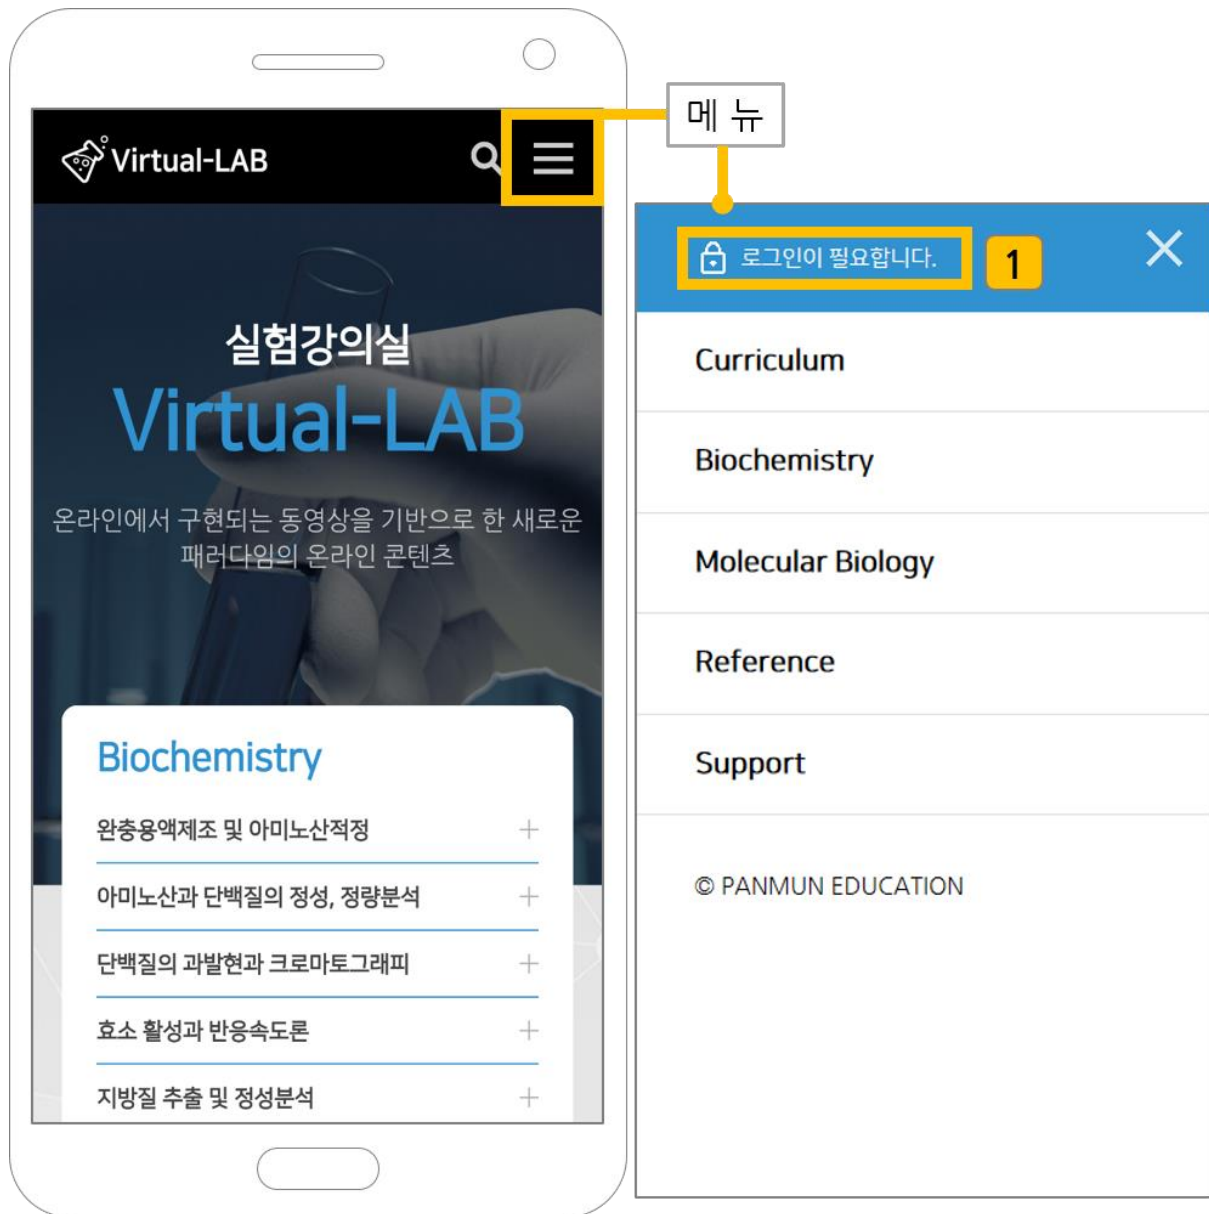 메 뉴
Virtual-LAB
실험강의실
Virtual-LAB
온라인에서 구현되는 동영상을 기반으로 한 새로운
패러다임의 온라인 콘텐츠
Biochemistry
완충용액제조 및 아미노산적정
아미노산과 단백질의 정성, 정량분석
단백질의 과발현과 크로마토그래피
효소 활성과 반응속도론
지방질 추출 및 정성분석
로그인이 필요합니다.
1
Curriculum
Biochemistry
Molecular Biology
Reference
Support
© PANMUN EDUCATION